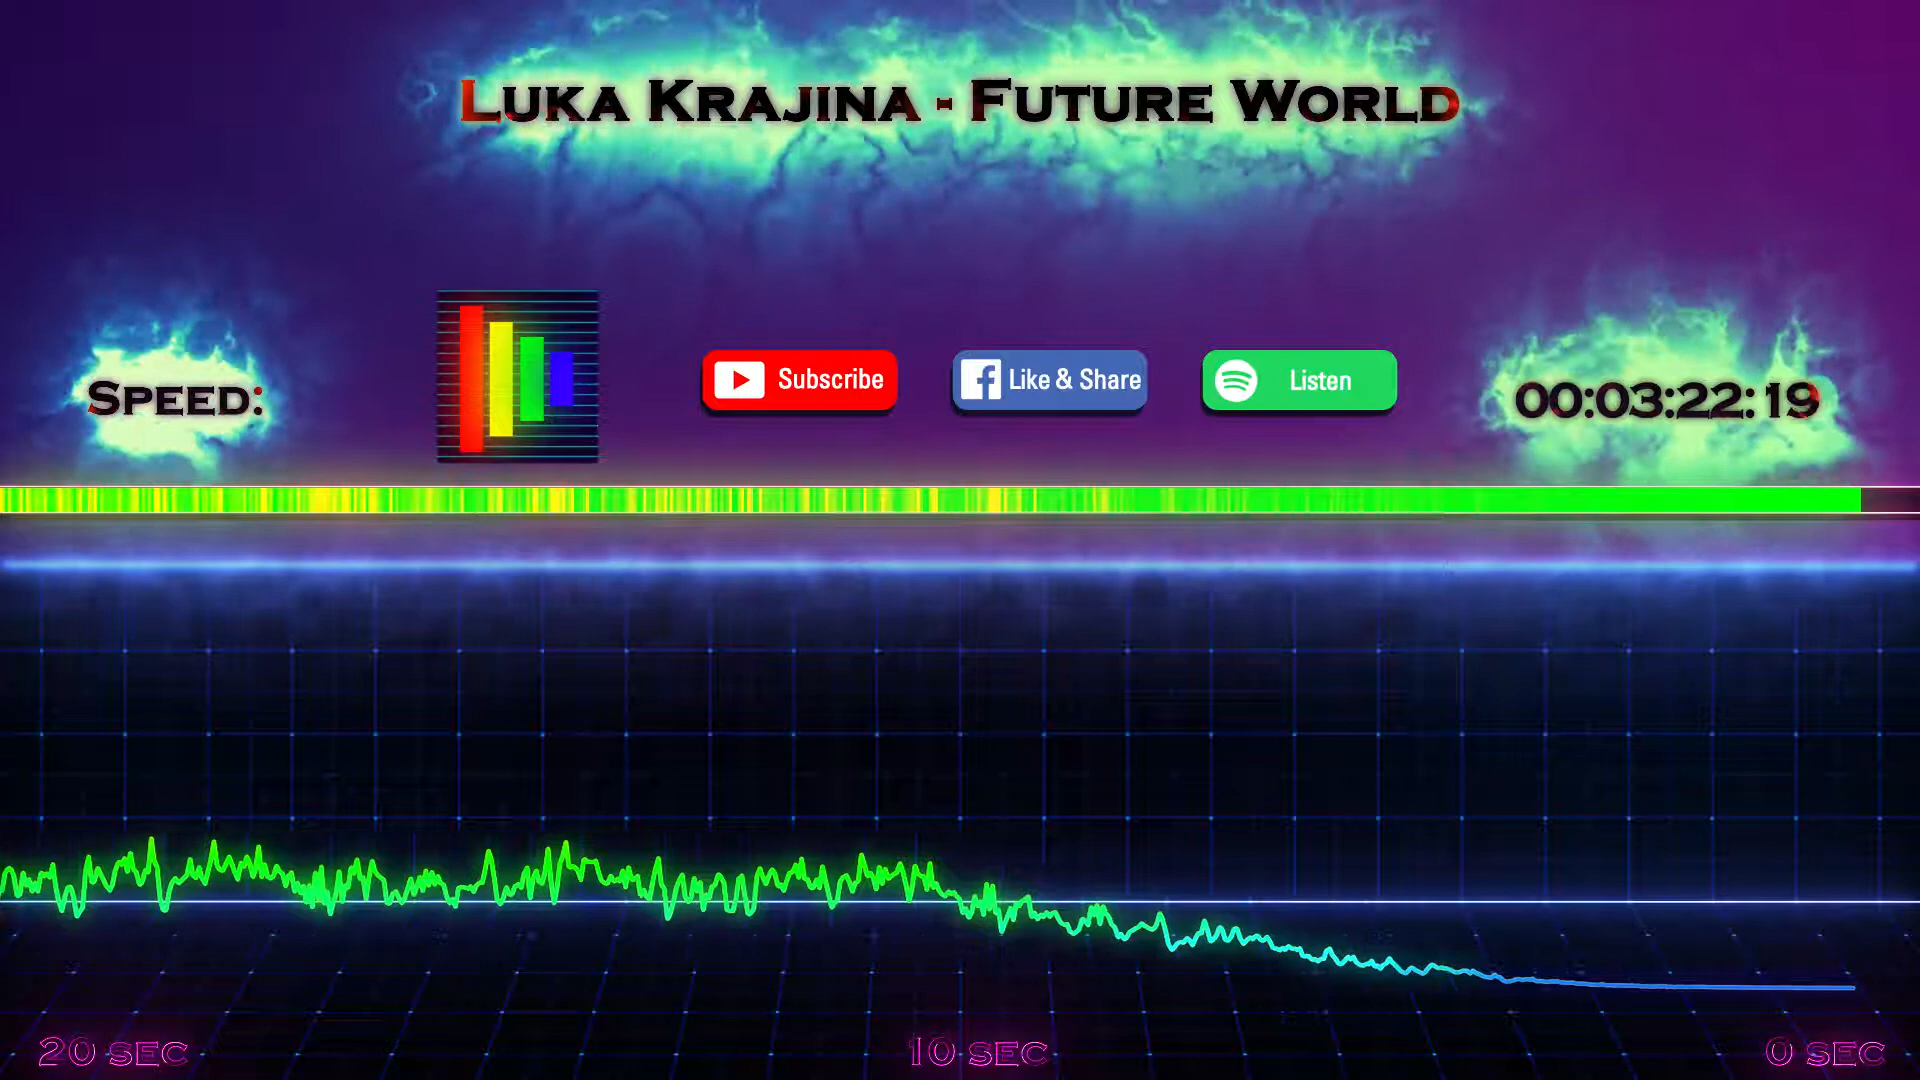 Luka Krajina - Future World
Speed:
Subscribe
Like & Share
Listen
00:03:22:19
20 sec
10 sec
0 sec